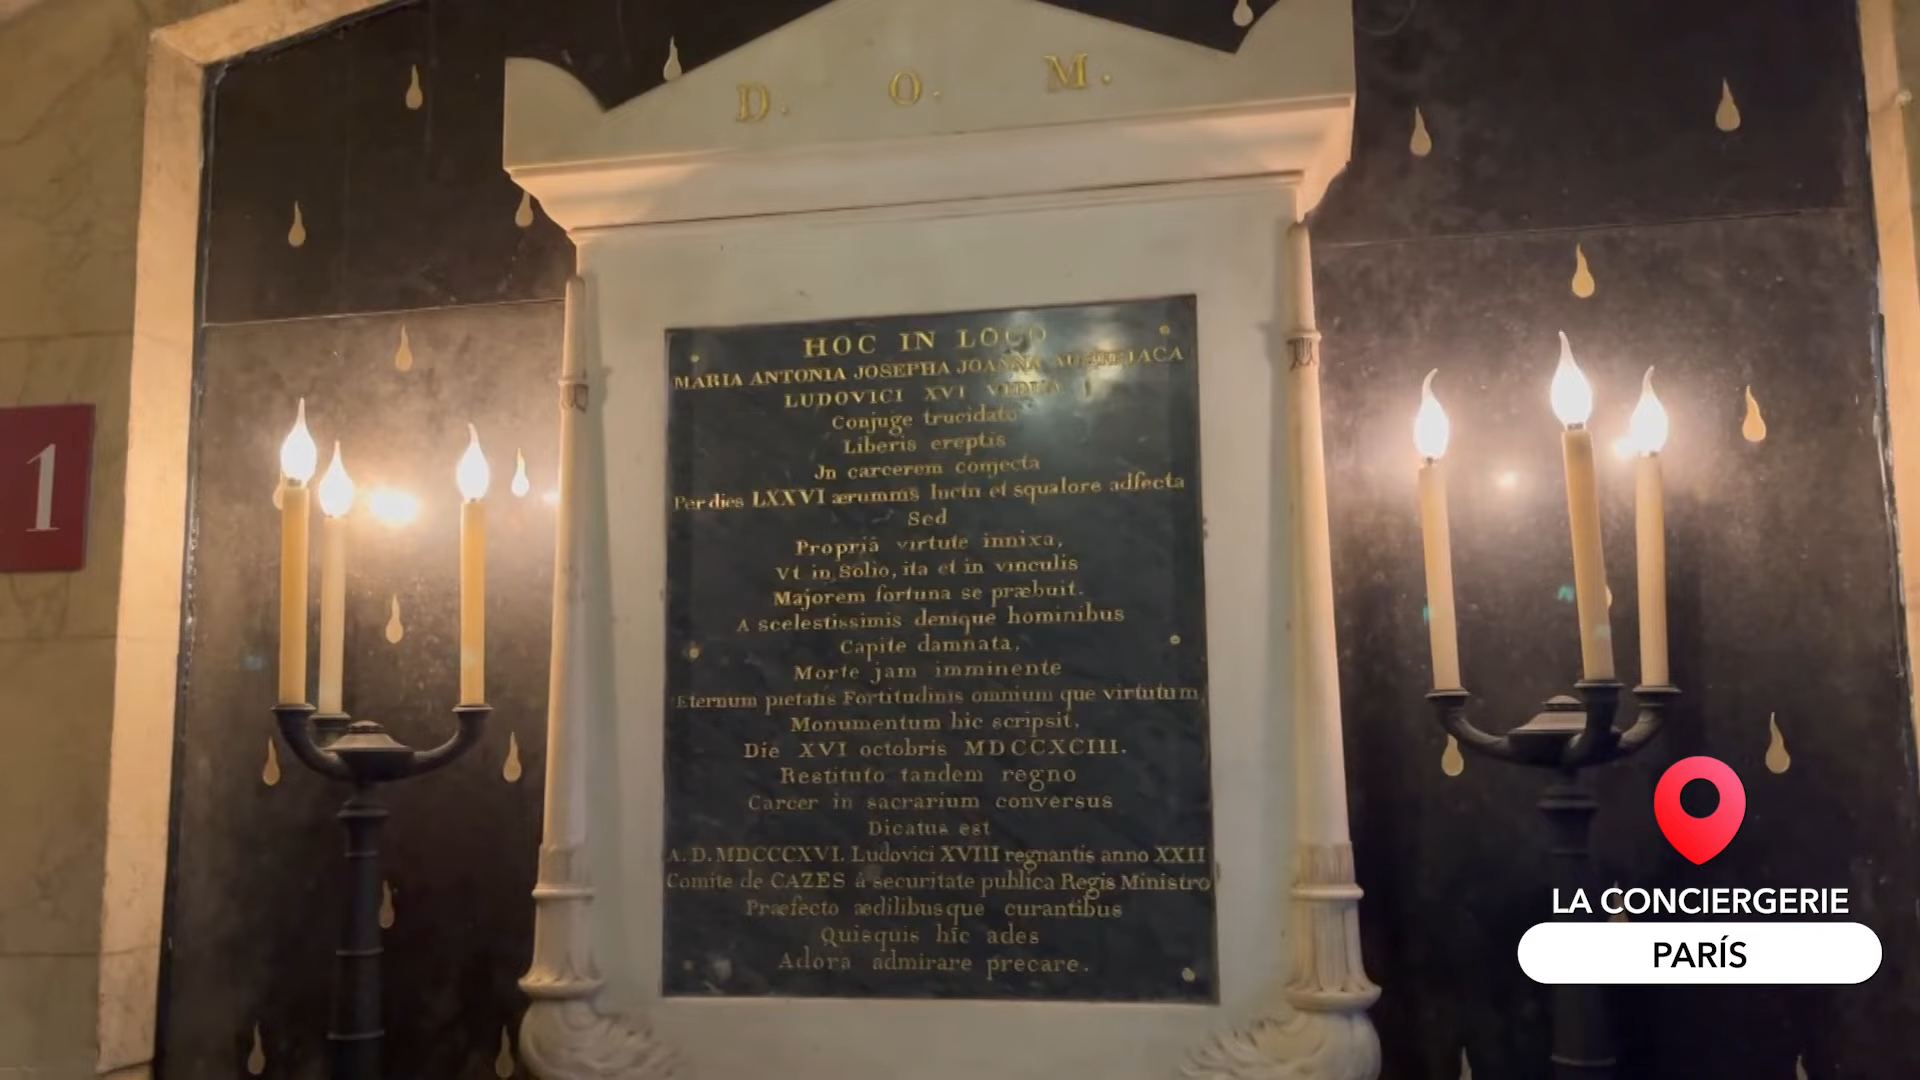 D. O. M.
HOC IN LOCO
MARIA ANTONIA JOSEPHA JOANNA AUSTRIACA
LUDOVICI XVI VIDUA
Conjuge trucidato
Liberis ereptis
Jn carcerem conjecta
Per dies LXXVI ærumnis luctu et squalore adfecta
Sed
Propriâ virtute innixa,
Vt in Solio, ita et in vinculis
Majorem fortuna se præbuit.
A scelestissimis denique hominibus
Capite damnata,
Morte jam imminente
Æternum pietatis Fortitudinis omnium que virtutum
Monumentum hic scripsit,
Die XVI octobris MDCCXCIII.
Restituto tandem regno
Carcer in sacrarium conversus
Dicatus est
A. D. MDCCCXVI. Ludovici XVIII regnantis anno XXII
Comite de CAZES à securitate publica Regis Ministro
Præfecto ædilibusque curantibus
Quisquis hîc ades
Adora admirare precare.
1
LA CONCIERGERIE
PARÍS